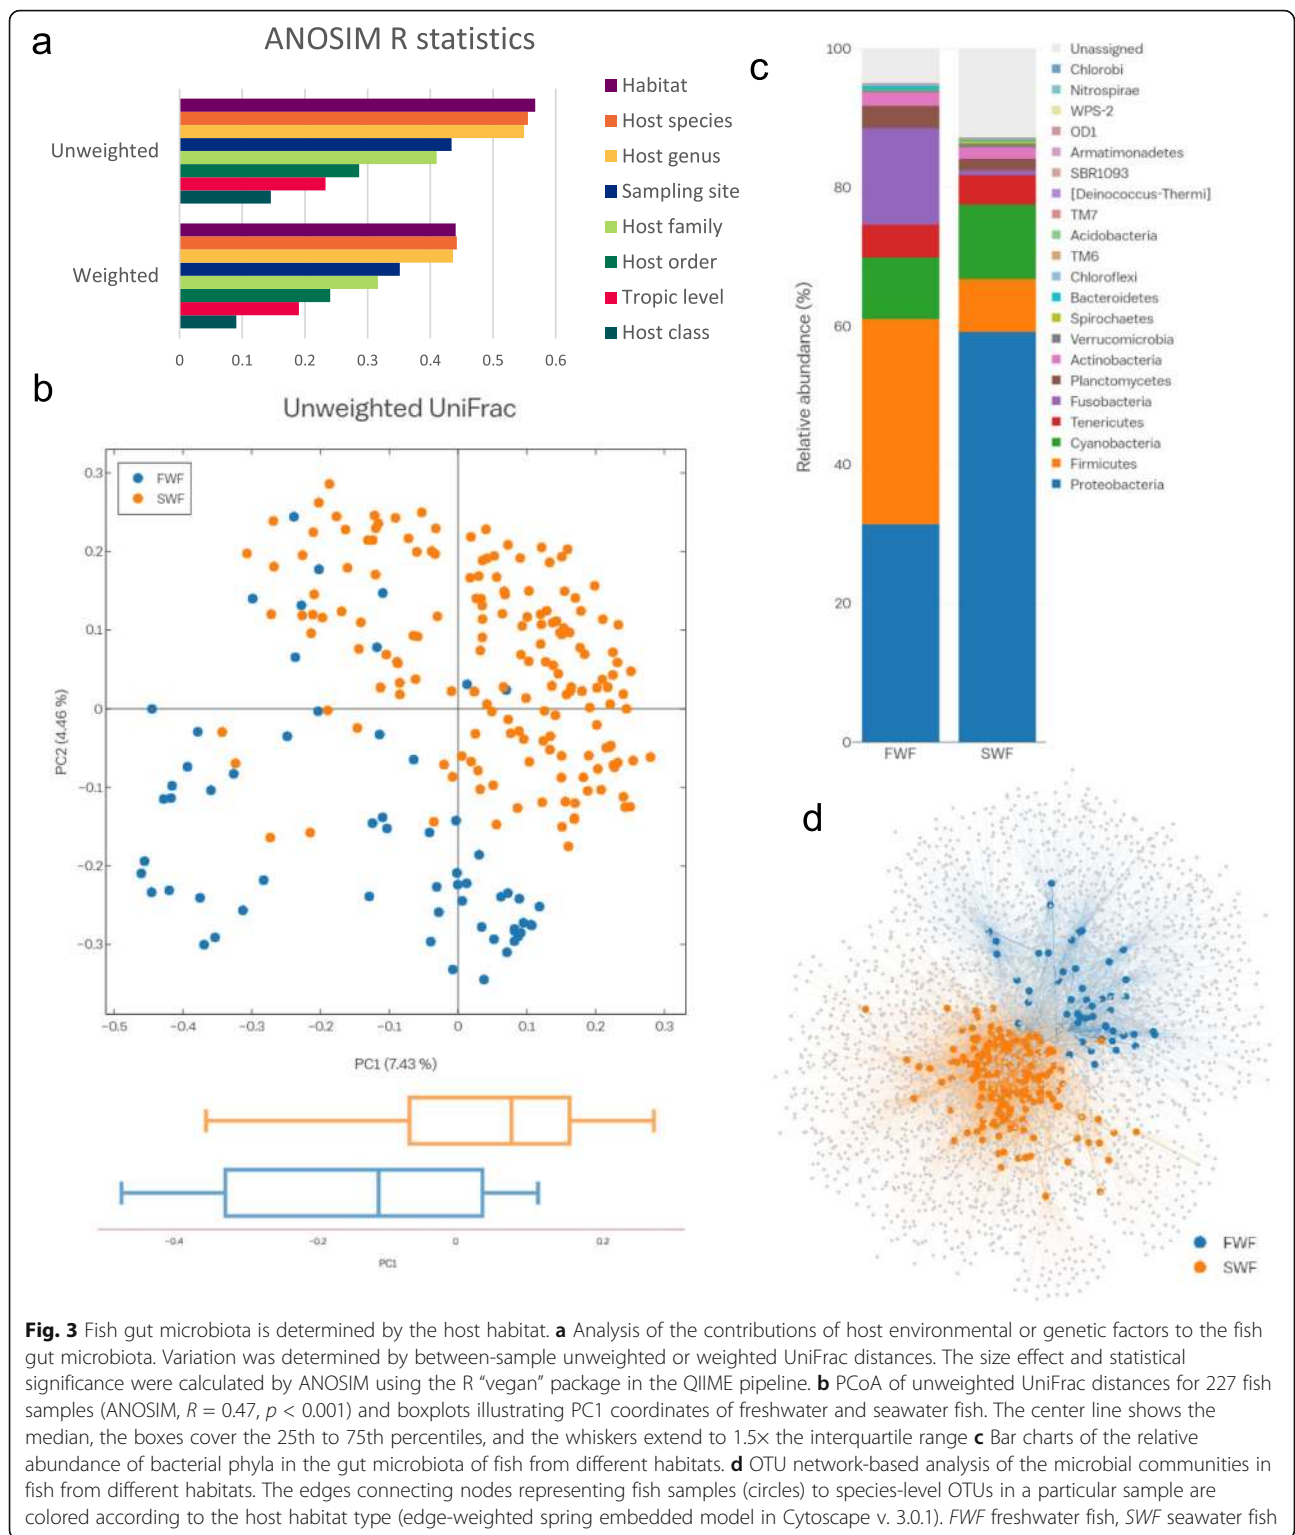 a
ANOSIM R statistics
Unweighted
Weighted
0 0.1 0.2 0.3 0.4 0.5 0.6
Habitat
Host species
Host genus
Sampling site
Host family
Host order
Tropic level
Host class
b
Unweighted UniFrac
FWF
SWF
0.3
0.2
0.1
0
−0.1
−0.2
−0.3
PC2 (4.46 %)
−0.5 −0.4 −0.3 −0.2 −0.1 0 0.1 0.2 0.3
PC1 (7.43 %)
−0.4 −0.2 0 0.2
PC1
c
100
80
60
40
20
0
Relative abundance (%)
FWF SWF
Unassigned
Chlorobi
Nitrospirae
WPS-2
OD1
Armatimonadetes
SBR1093
[Deinococcus-Thermi]
TM7
Acidobacteria
TM6
Chloroflexi
Bacteroidetes
Spirochaetes
Verrucomicrobia
Actinobacteria
Planctomycetes
Fusobacteria
Tenericutes
Cyanobacteria
Firmicutes
Proteobacteria
d
FWF
SWF
Fig. 3 Fish gut microbiota is determined by the host habitat. a Analysis of the contributions of host environmental or genetic factors to the fish
gut microbiota. Variation was determined by between-sample unweighted or weighted UniFrac distances. The size effect and statistical
significance were calculated by ANOSIM using the R “vegan” package in the QIIME pipeline. b PCoA of unweighted UniFrac distances for 227 fish
samples (ANOSIM, R = 0.47, p < 0.001) and boxplots illustrating PC1 coordinates of freshwater and seawater fish. The center line shows the
median, the boxes cover the 25th to 75th percentiles, and the whiskers extend to 1.5× the interquartile range c Bar charts of the relative
abundance of bacterial phyla in the gut microbiota of fish from different habitats. d OTU network-based analysis of the microbial communities in
fish from different habitats. The edges connecting nodes representing fish samples (circles) to species-level OTUs in a particular sample are
colored according to the host habitat type (edge-weighted spring embedded model in Cytoscape v. 3.0.1). FWF freshwater fish, SWF seawater fish